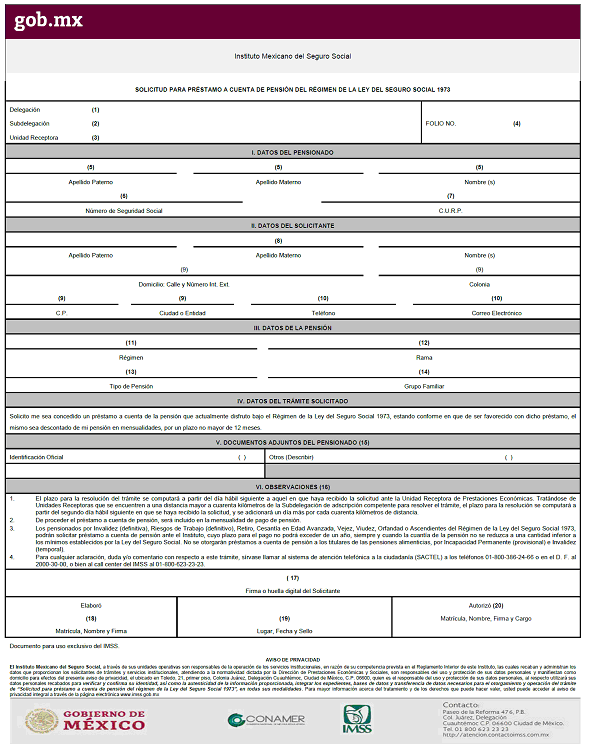 gob.mx
Instituto Mexicano del Seguro Social
SOLICITUD PARA PRÉSTAMO A CUENTA DE PENSIÓN DEL RÉGIMEN DE LA LEY DEL SEGURO SOCIAL 1973
Delegación (1)
Subdelegación (2)
FOLIO NO. (4)
Unidad Receptora (3)
I. DATOS DEL PENSIONADO
(5) (5) (5)
Apellido Paterno Apellido Materno Nombre (s)
(6) (7)
Número de Seguridad Social C.U.R.P.
II. DATOS DEL SOLICITANTE
(8)
Apellido Paterno Apellido Materno Nombre (s)
(9) (9)
Domicilio: Calle y Número Int. Ext. Colonia
(9) (9) (10) (10)
C.P. Ciudad o Entidad Teléfono Correo Electrónico
III. DATOS DE LA PENSIÓN
(11) (12)
Régimen Rama
(13) (14)
Tipo de Pensión Grupo Familiar
IV. DATOS DEL TRÁMITE SOLICITADO
Solicito me sea concedido un préstamo a cuenta de la pensión que actualmente disfruto bajo el Régimen de la Ley del Seguro Social 1973, estando conforme en que de ser favorecido con dicho préstamo, el
mismo sea descontado de mi pensión en mensualidades, por un plazo no mayor de 12 meses.
V. DOCUMENTOS ADJUNTOS DEL PENSIONADO (15)
Identificación Oficial ( ) Otros (Describir) ( )
VI. OBSERVACIONES (16)
1. El plazo para la resolución del trámite se computará a partir del día hábil siguiente a aquel en que haya recibido la solicitud ante la Unidad Receptora de Prestaciones Económicas. Tratándose de
Unidades Receptoras que se encuentren a una distancia mayor a cuarenta kilómetros de la Subdelegación de adscripción competente para resolver el trámite, el plazo para la resolución se computará a
partir del segundo día hábil siguiente en que se haya recibido la solicitud, y se adicionará un día más por cada cuarenta kilómetros de distancia.
2. De proceder el préstamo a cuenta de pensión, será incluido en la mensualidad de pago de pensión.
3. Los pensionados por Invalidez (definitiva), Riesgos de Trabajo (definitivo), Retiro, Cesantía en Edad Avanzada, Vejez, Viudez, Orfandad o Ascendientes del Régimen de la Ley del Seguro Social 1973,
podrán solicitar préstamo a cuenta de pensión ante el Instituto, cuyo plazo para el pago no podrá exceder de un año, siempre y cuando la cuantía de la pensión no se reduzca a una cantidad inferior a
los mínimos establecidos por la Ley del Seguro Social. No se otorgarán préstamos a cuenta de pensión a los titulares de las pensiones alimenticias, por Incapacidad Permanente (provisional) e Invalidez
(temporal).
4. Para cualquier aclaración, duda y/o comentario con respecto a este trámite, sírvase llamar al sistema de atención telefónica a la ciudadanía (SACTEL) a los teléfonos 01-800-386-24-66 o en el D. F. al
2000-30-00, o bien al call center del IMSS al 01-800-623-23-23.
( 17)
Firma o huella digital del Solicitante
Elaboró Autorizó (20)
(18) (19) Matrícula, Nombre, Firma y Cargo
Matrícula, Nombre y Firma Lugar, Fecha y Sello
Documento para uso exclusivo del IMSS.
AVISO DE PRIVACIDAD
El Instituto Mexicano del Seguro Social, a través de sus unidades operativas son responsables de la operación de los servicios institucionales, en razón de su competencia prevista en el Reglamento Interior de este Instituto, las cuales recaban y administran los
datos que proporcionan los solicitantes de trámites y servicios institucionales, atendiendo a la normatividad dictada por la Dirección de Prestaciones Económicas y Sociales, son responsables del uso y protección de sus datos personales y manifiestan como
domicilio para efectos del presente aviso de privacidad, el ubicado en Toledo, 21, primer piso, Colonia Juárez, Delegación Cuauhtémoc, Ciudad de México, C.P. 06600, quien es el responsable del uso y protección de sus datos personales, al respecto utilizará sus
datos personales recabados para verificar y confirma su identidad, así como la autenticidad de la información proporcionada, integrar los expedientes, bases de datos y transferencia de datos necesarios para el otorgamiento y operación del trámite
de "Solicitud para préstamo a cuenta de pensión del régimen de la Ley del Seguro Social 1973", en todas sus modalidades. Para mayor información acerca del tratamiento y de los derechos que puede hacer valer, usted puede acceder al aviso de
privacidad integral a través de la página electrónica www.imss.gob.mx
GOBIERNO DE
MÉXICO
CONAMER
IMSS
Contacto:
Paseo de la Reforma 476, P.B.
Col. Juárez, Delegación
Cuauhtémoc C.P. 06600 Ciudad de México.
Tel. 01 800 623 23 23
http://atencion.contactoimss.com.mx